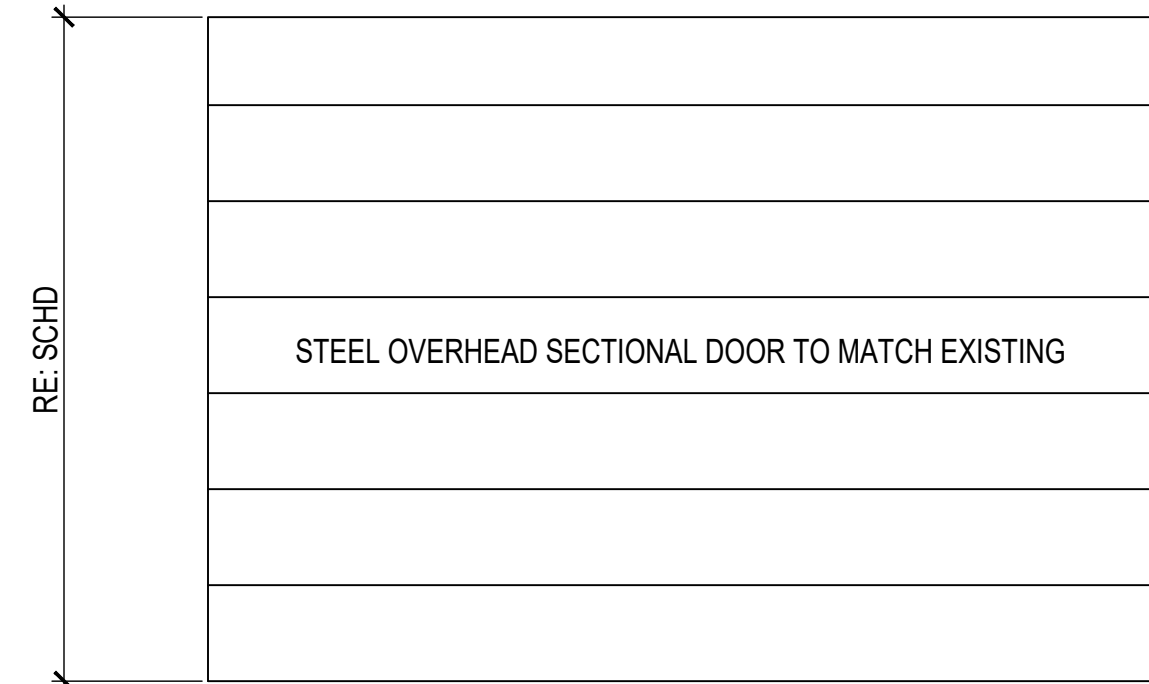 RE: SCHD
STEEL OVERHEAD SECTIONAL DOOR TO MATCH EXISTING